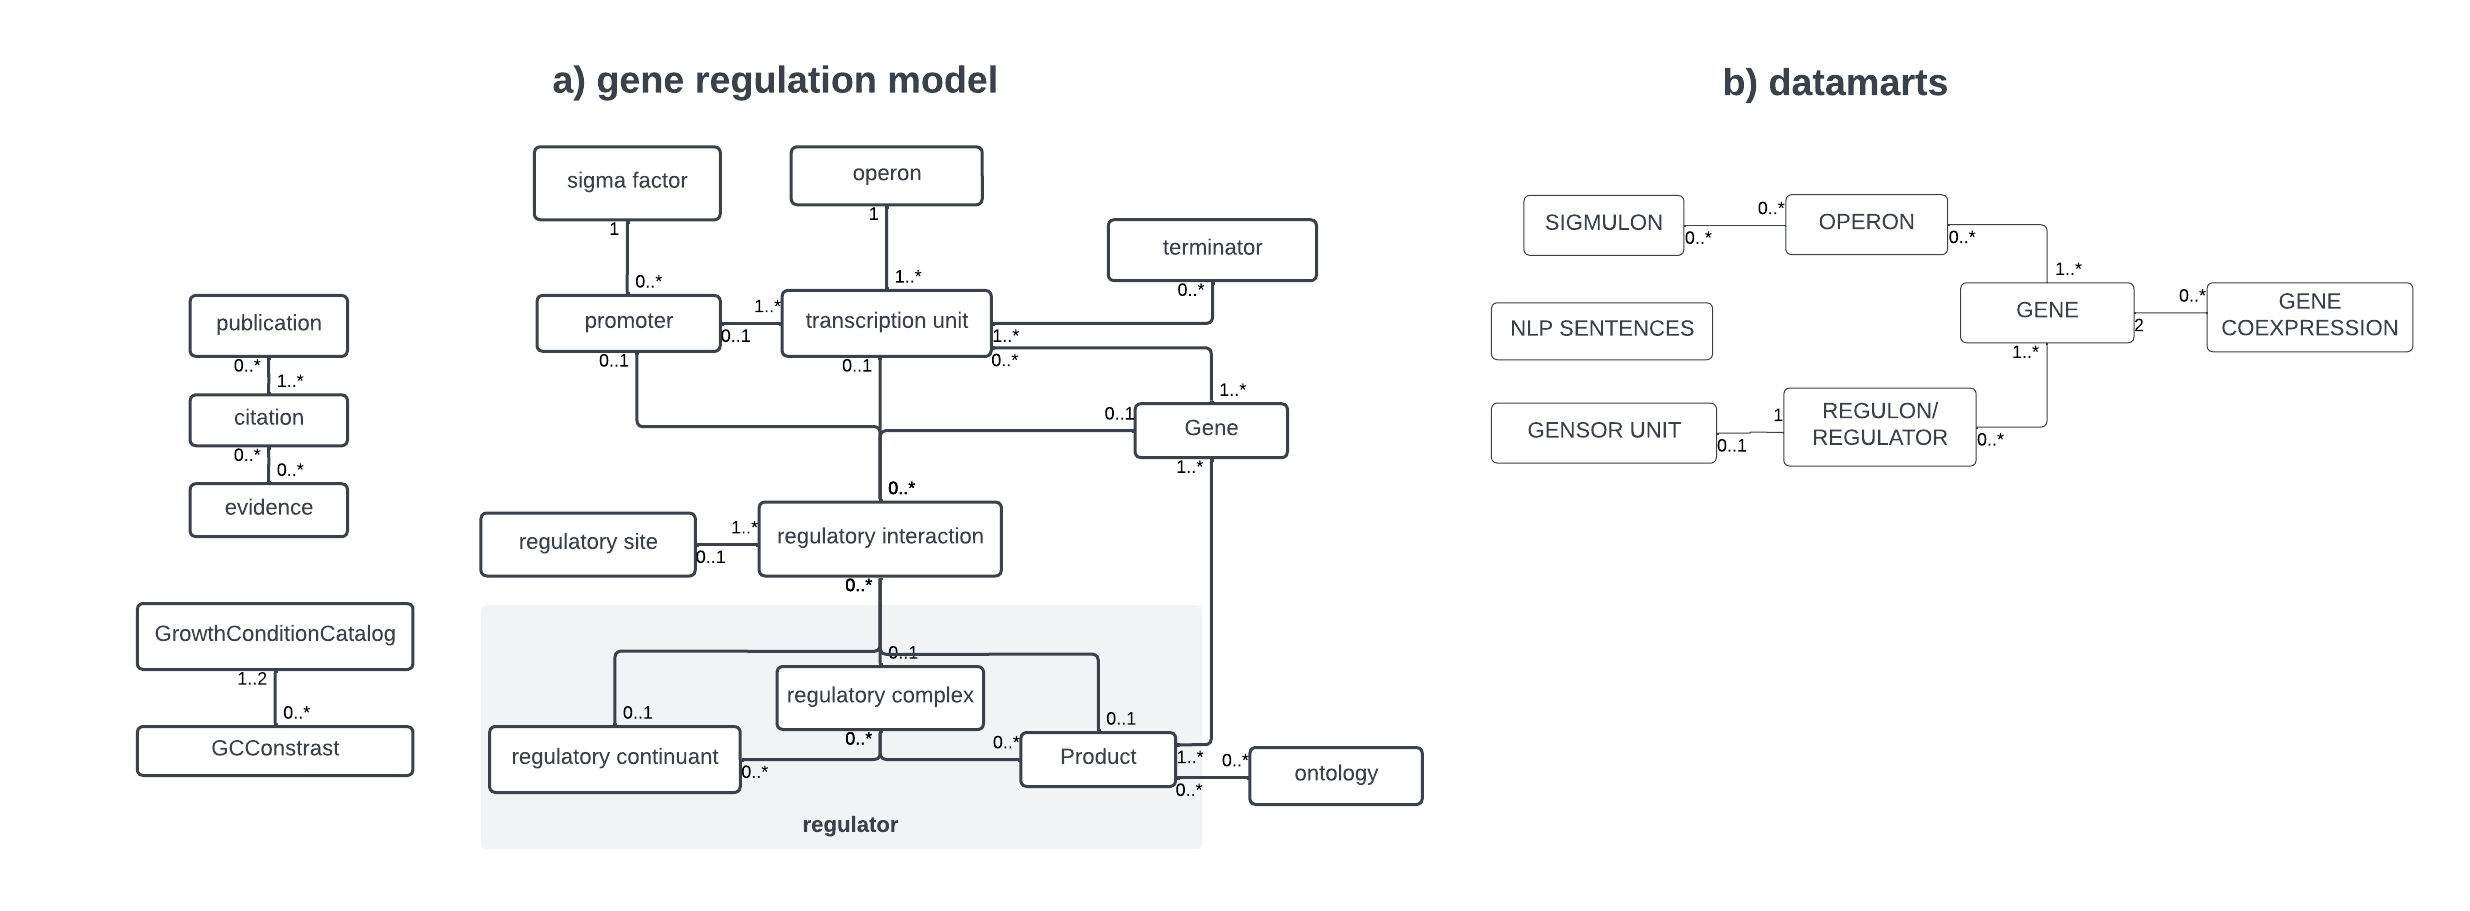 a) gene regulation model
sigma factor
operon
1
1
terminator
0..*
1..*
0..*
publication
promoter
1..*
0..1
transcription unit
1..*
0..*
0..*
1..*
0..1
0..1
1..*
citation
0..1
Gene
0..*
0..*
1..*
evidence
0..*
regulatory site
1..*
0..1
regulatory interaction
0..*
GrowthConditionCatalog
0..1
1..2
regulatory complex
0..*
0..1
0..1
GCConstrast
regulatory continuant
0..*
0..*
0..*
Product
1..*
0..*
0..*
ontology
regulator
b) datamarts
SIGMULON
0..*
0..*
OPERON
0..*
1..*
GENE
2
0..*
GENE
COEXPRESSION
NLP SENTENCES
1..*
GENSOR UNIT
0..1
1
REGULON/
REGULATOR
0..*